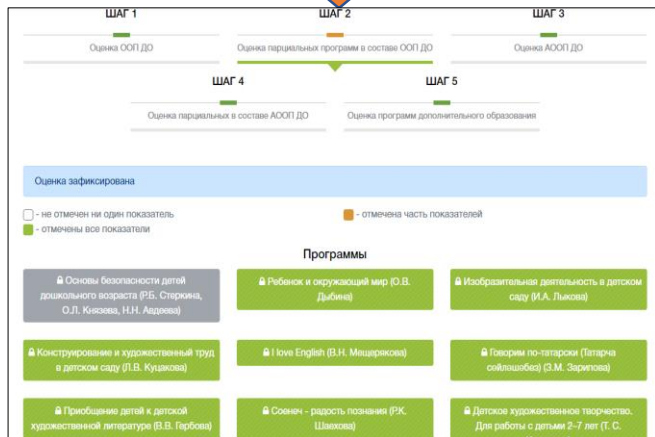 ШАГ 1
ШАГ 2
ШАГ 3
Оценка ООП ДО
Оценка парциальных программ в составе ООП ДО
Оценка АООП ДО
ШАГ 4
ШАГ 5
Оценка парциальных в составе АООП ДО
Оценка программ дополнительного образования
Оценка зафиксирована
- не отмечен ни один показатель
- отмечена часть показателей
- отмечены все показатели
Программы
Основы безопасности детей
дошкольного возраста (Р.Б. Стеркина,
О.Л. Князева, Н.Н. Авдеева)
Ребенок и окружающий мир (О.В.
Дыбина)
Изобразительная деятельность в детском
саду (И.А. Лыкова)
Конструирование и художественный труд
в детском саду (Л.В. Куцакова)
I love English (В.Н. Мещерякова)
Говорим по-татарски (Татарча
сөйләшәбез) (З.М. Зарипова)
Приобщение детей к детской
художественной литературе (В.В. Гербова)
Сөенеч - радость познания (Р.К.
Шаехова)
Детское художественное творчество.
Для работы с детьми 2-7 лет (Т. С.